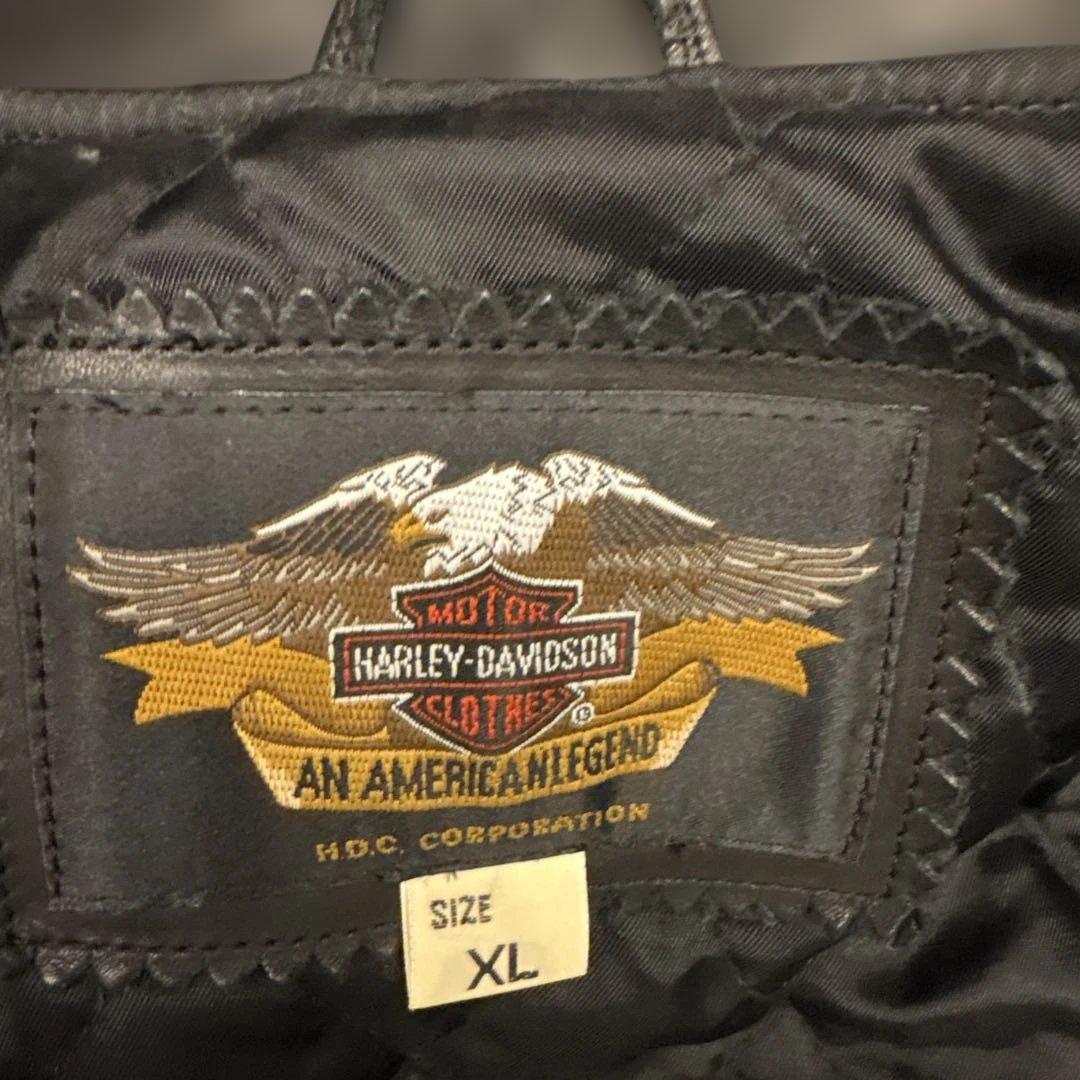 MOTOR
HARLEY-DAVIDSON
CLOTHES
®
AN AMERICAN LEGEND
H.D.C. CORPORATION
SIZE
XL